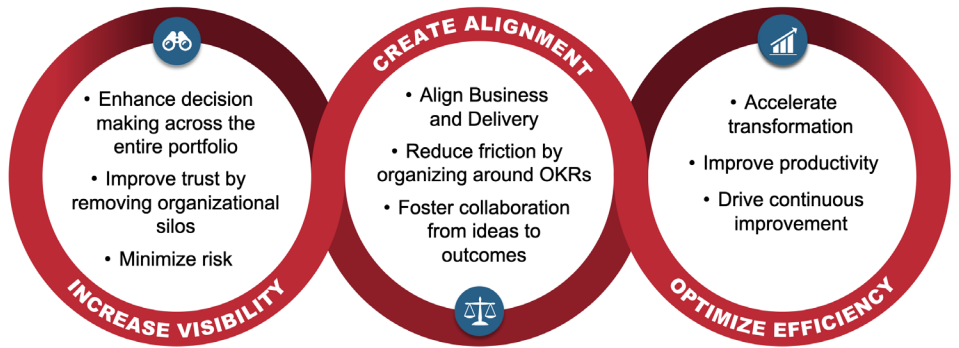 • Enhance decision
making across the
entire portfolio
• Improve trust by
removing organizational
silos
• Minimize risk
INCREASE VISIBILITY
CREATE ALIGNMENT
• Align Business
and Delivery
• Reduce friction by
organizing around OKRs
• Foster collaboration
from ideas to
outcomes
• Accelerate
transformation
• Improve productivity
• Drive continuous
improvement
OPTIMIZE EFFICIENCY